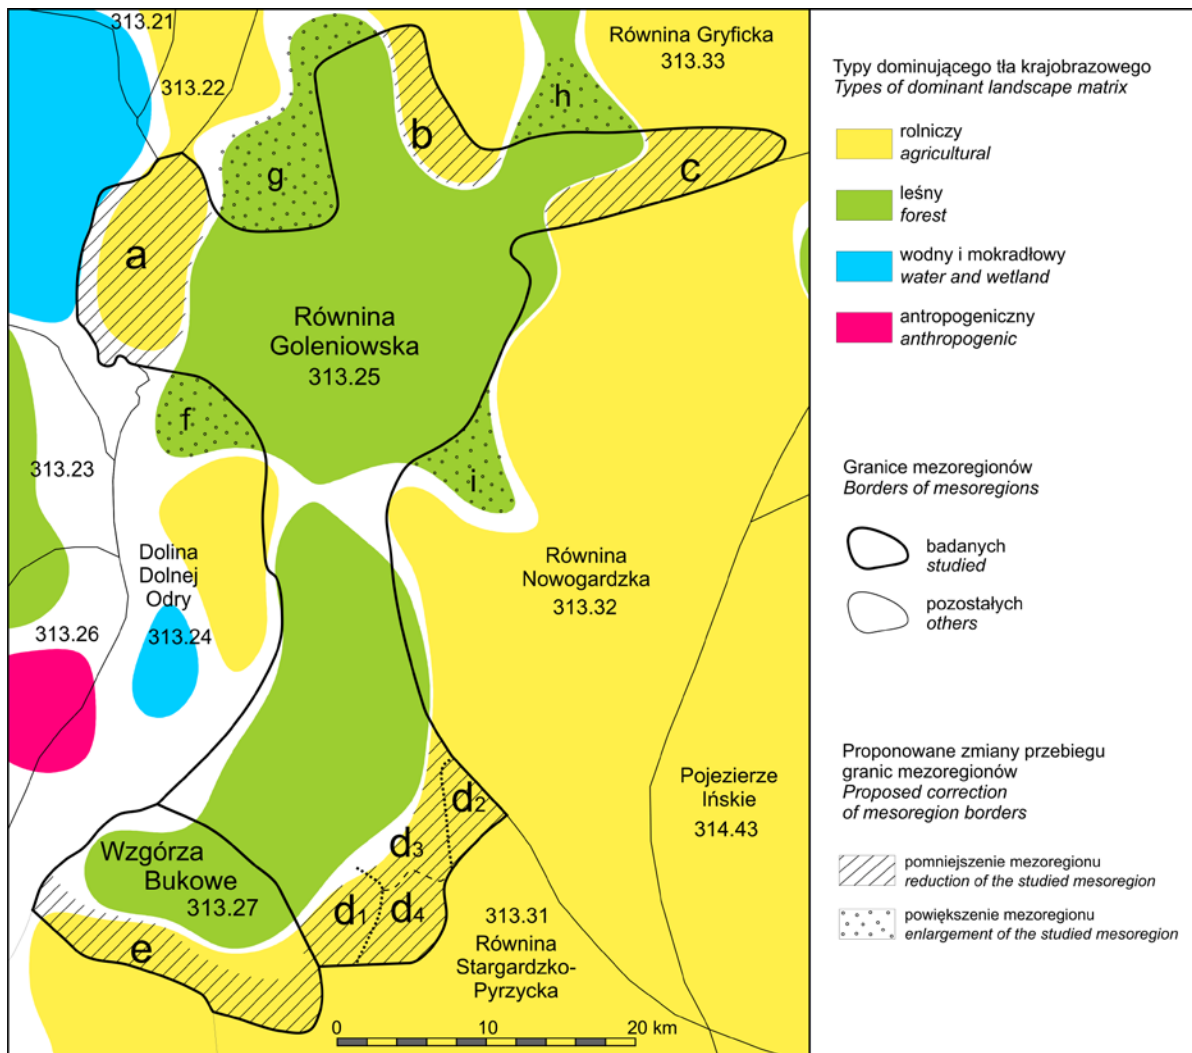 313.21
313.22
Równina Gryficka
313.33
h
b
g
c
a
Równina
Goleniowska
313.25
f
313.23
i
Dolina
Dolnej
Odry
313.24
Równina
Nowogardzka
313.32
313.26
Pojezierze
Ińskie
314.43
d2
d3
Wzgórza
Bukowe
313.27
d1
d4
313.31
Równina
Stargardzko-
Pyrzycka
e
0 10 20 km
Typy dominującego tła krajobrazowego
Types of dominant landscape matrix
rolniczy
agricultural
leśny
forest
wodny i mokradłowy
water and wetland
antropogeniczny
anthropogenic
Granice mezoregionów
Borders of mesoregions
badanych
studied
pozostałych
others
Proponowane zmiany przebiegu
granic mezoregionów
Proposed correction
of mesoregion borders
pomniejszenie mezoregionu
reduction of the studied mesoregion
powiększenie mezoregionu
enlargement of the studied mesoregion